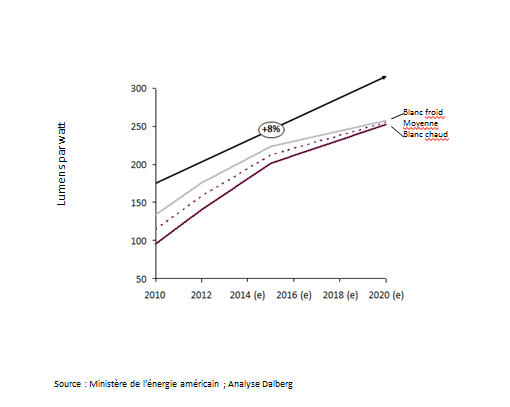 Lumens par watt
300
250
200
150
100
50
+8%
Blanc froid
Moyenne
Blanc chaud
2010 2012 2014 (e) 2016 (e) 2018 (e) 2020 (e)
Source : Ministère de l'énergie américain ; Analyse Dalberg